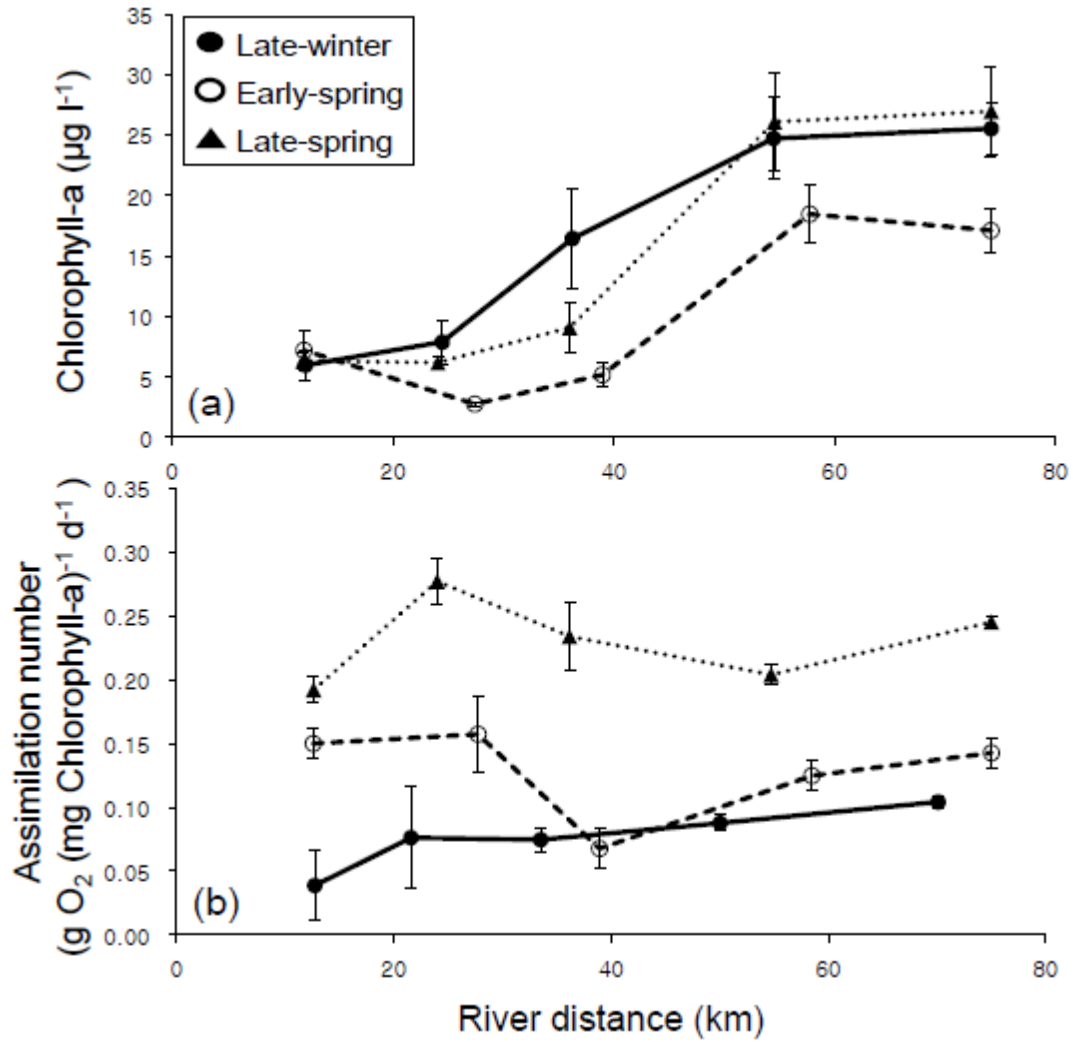 35
30
25
20
15
10
5
0
Chlorophyll-a (µg l⁻¹)
Late-winter
Early-spring
Late-spring
(a)
0 20 40 60 80
0.35
0.30
0.25
0.20
0.15
0.10
0.05
0.00
Assimilation number
(g O₂ (mg Chlorophyll-a)⁻¹ d⁻¹)
(b)
0 20 40 60 80
River distance (km)